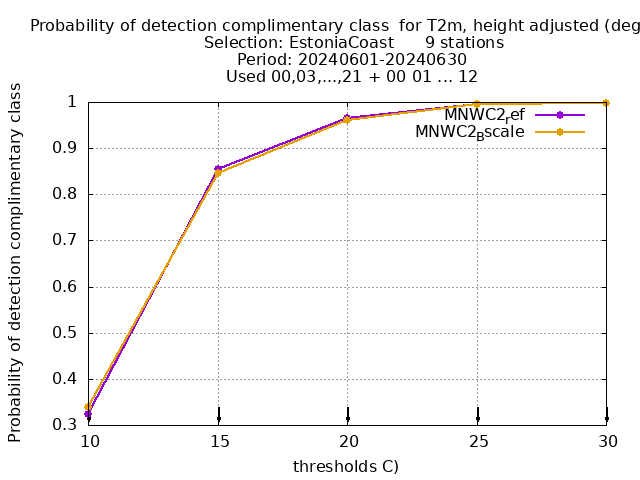 Probability of detection complimentary class for T2m, height adjusted (deg
Selection: EstoniaCoast 9 stations
Period: 20240601-20240630
Used 00,03,...,21 + 00 01 ... 12
Probability of detection complimentary class
1
0.9
0.8
0.7
0.6
0.5
0.4
0.3
MNWC2ref
MNWC2Bscale
10
15
20
25
30
thresholds C)